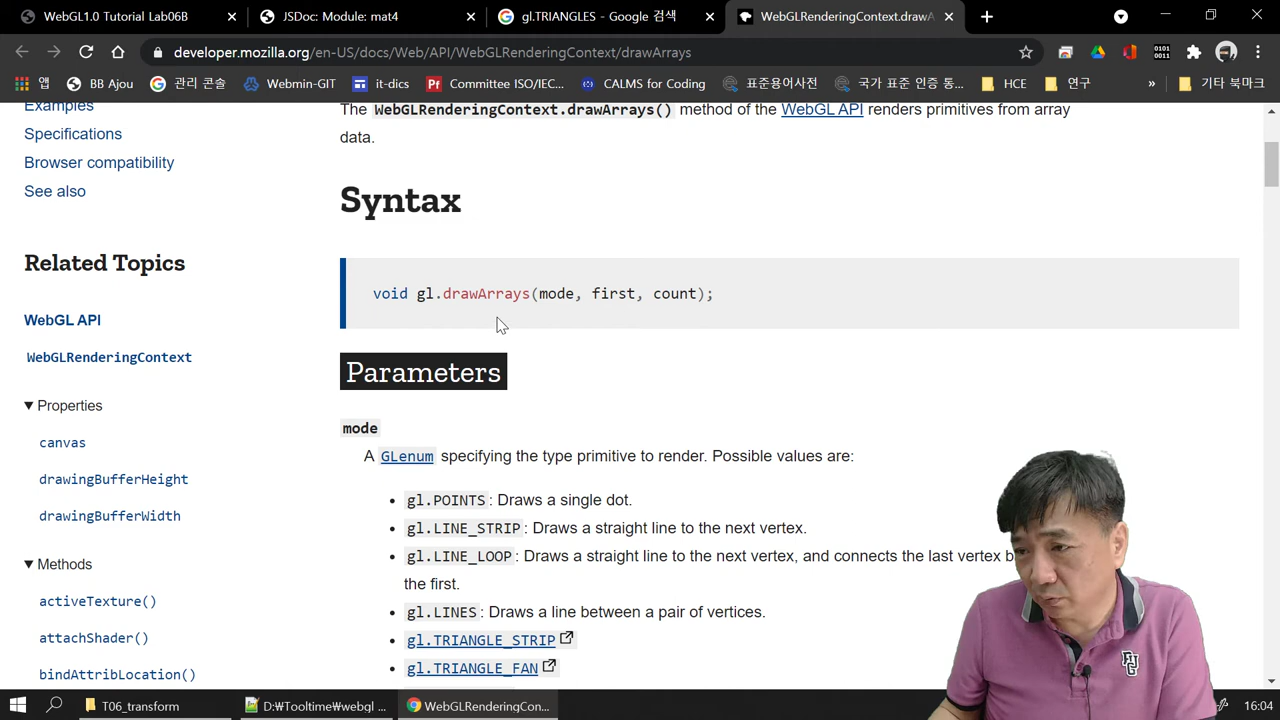 WebGL1.0 Tutorial Lab06B
JSDoc: Module: mat4
gl.TRIANGLES - Google 검색
WebGLRenderingContext.drawA
developer.mozilla.org/en-US/docs/Web/API/WebGLRenderingContext/drawArrays
앱
BB Ajou
관리 콘솔
Webmin-GIT
it-dics
Committee ISO/IEC...
CALMS for Coding
표준용어사전
국가 표준 인증 통...
HCE
연구
»
기타 북마크
Examples
Specifications
Browser compatibility
See also
Related Topics
WebGL API
WebGLRenderingContext
Properties
canvas
drawingBufferHeight
drawingBufferWidth
Methods
activeTexture()
attachShader()
bindAttribLocation()
The WebGLRenderingContext.drawArrays() method of the WebGL API renders primitives from array
data.
Syntax
void gl.drawArrays(mode, first, count);
Parameters
mode
A GLenum specifying the type primitive to render. Possible values are:
• gl.POINTS: Draws a single dot.
• gl.LINE_STRIP: Draws a straight line to the next vertex.
• gl.LINE_LOOP: Draws a straight line to the next vertex, and connects the last vertex
the first.
• gl.LINES: Draws a line between a pair of vertices.
• gl.TRIANGLE_STRIP
• gl.TRIANGLE_FAN
T06_transform
D:₩Tooltime₩webgl ...
WebGLRenderingCon...
16:04